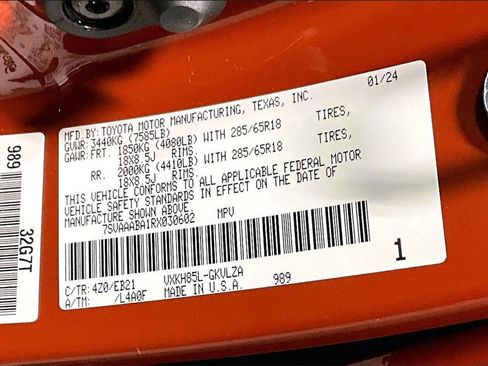 01/24
MFD.BY:TOYOTA MOTOR MANUFACTURING, TEXAS, INC.
GVWR:3440KG (7585LB)
GAWR:FRT. 1850KG (4080LB) WITH 285/65R18 TIRES,
18X8.5J RIMS.
RR. 2000KG (4410LB) WITH 285/65R18 TIRES,
18X8.5J RIMS.
THIS VEHICLE CONFORMS TO ALL APPLICABLE FEDERAL MOTOR
VEHICLE SAFETY STANDARDS IN EFFECT ON THE DATE OF
MANUFACTURE SHOWN ABOVE.
7SVAAABA1RX030602 MPV
C/TR:4Z0/EB21 VXKH85L-GKVLZA 989
A/TM: /L4A0F MADE IN U.S.A.
1
989
32G7T